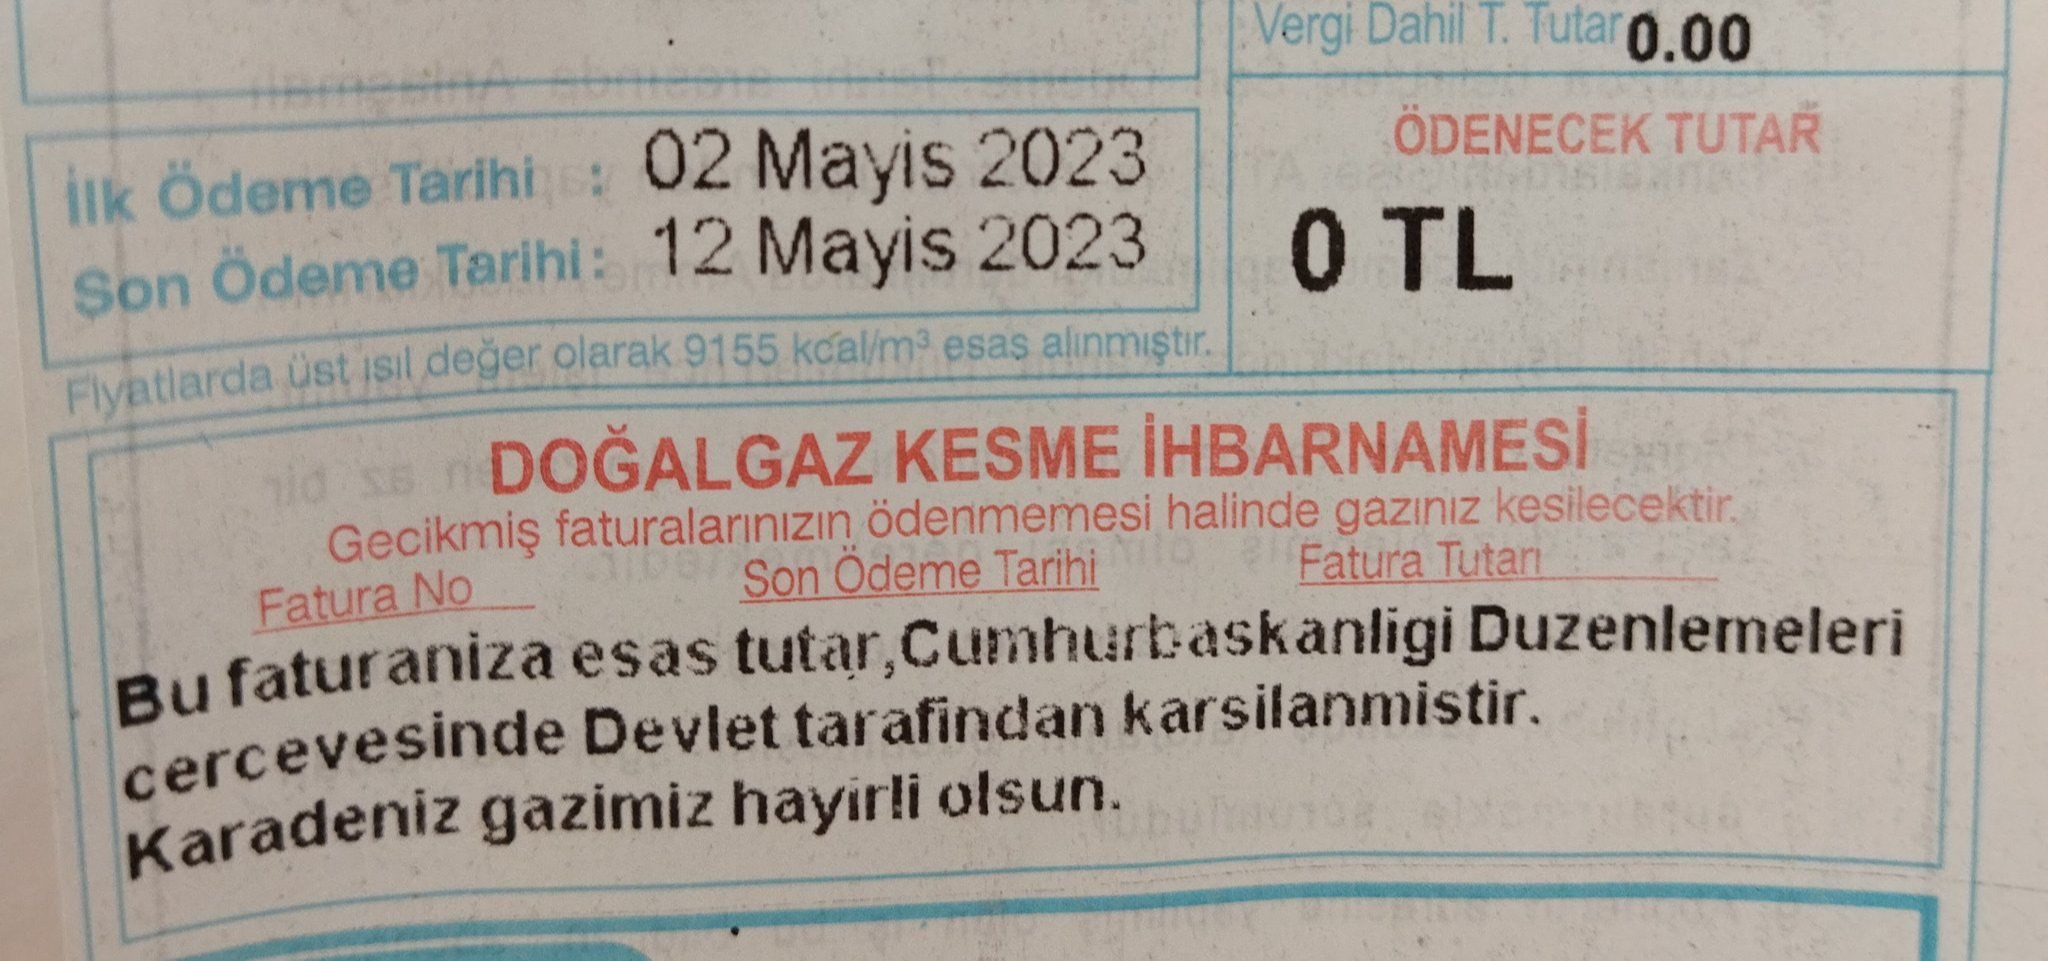 Vergi Dahil T. Tutar 0.00
İlk Ödeme Tarihi : 02 Mayis 2023
Son Ödeme Tarihi : 12 Mayis 2023
ÖDENECEK TUTAR
0 TL
Fiyatlarda üst ısıl değer olarak 9155 kcal/m³ esas alınmıştır.
DOĞALGAZ KESME İHBARNAMESİ
Gecikmiş faturalarınızın ödenmemesi halinde gazınız kesilecektir.
Fatura No Son Ödeme Tarihi Fatura Tutarı
Bu faturaniza esas tutar,Cumhurbaskanligi Duzenlemeleri
cercevesinde Devlet tarafindan karsilanmistir.
Karadeniz gazimiz hayirli olsun.